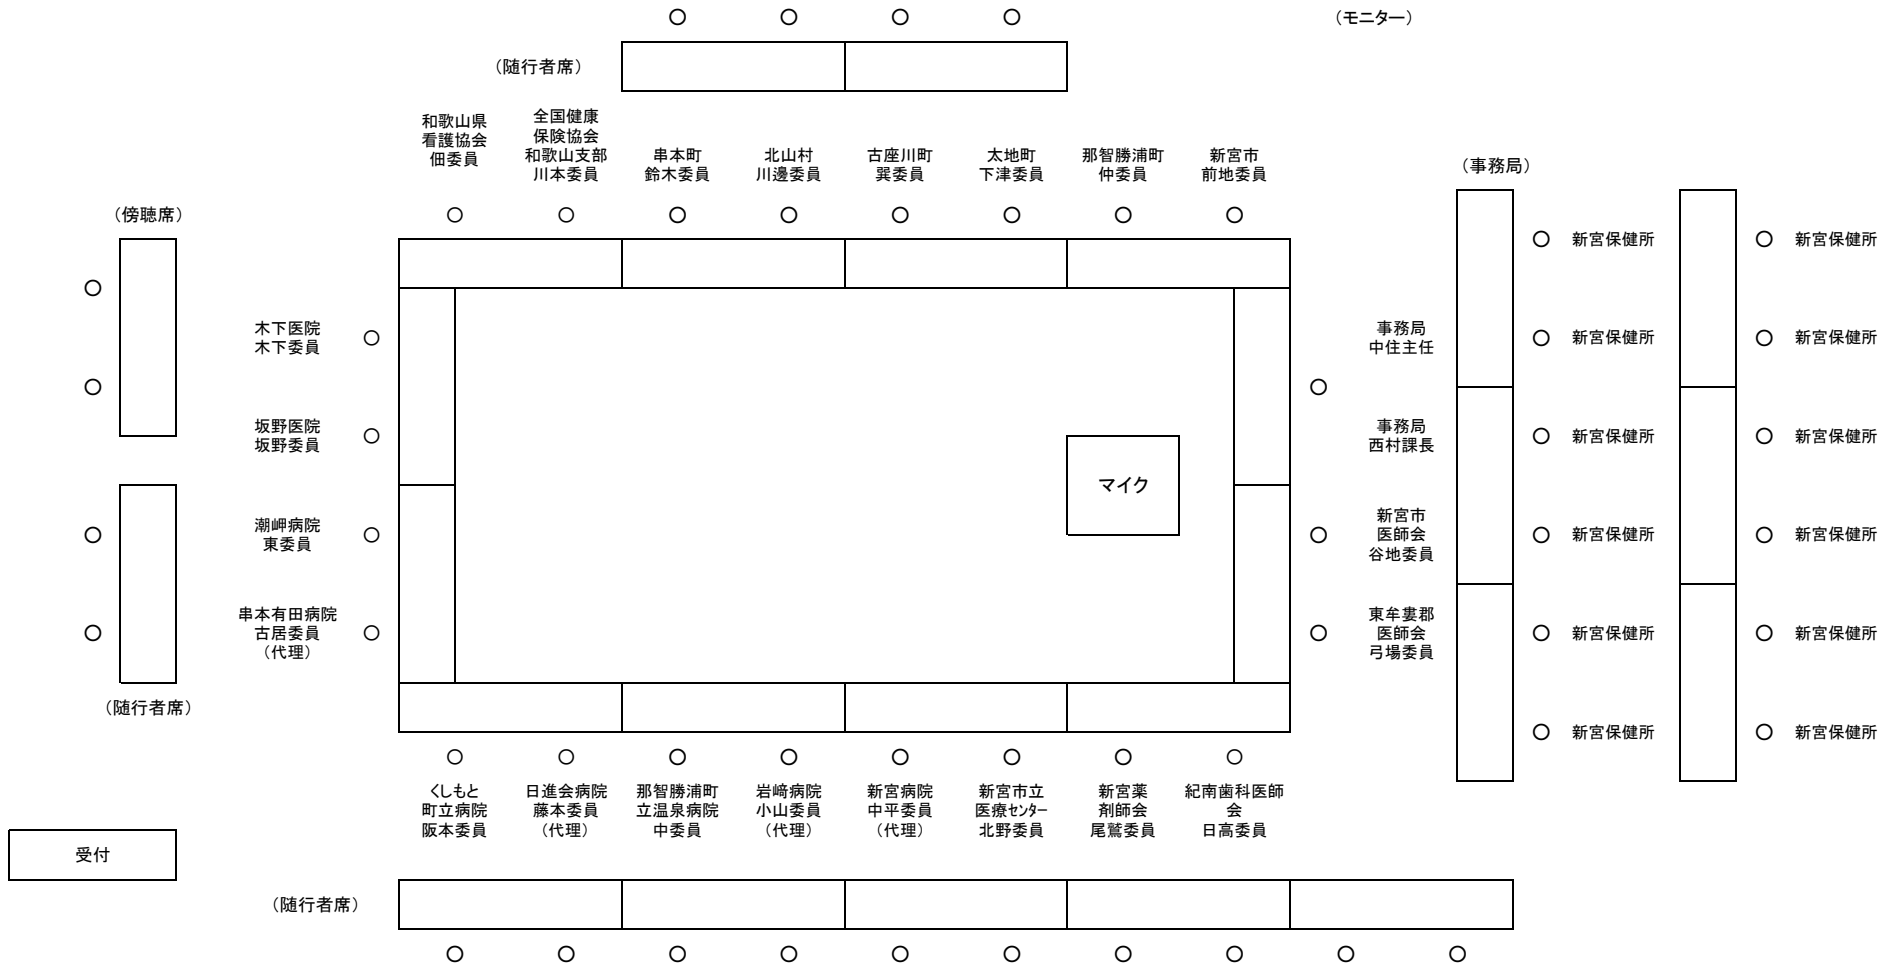 （モニター）
（随行者席）
和歌山県
看護協会
佃委員
全国健康
保険協会
和歌山支部
川本委員
串本町
鈴木委員
北山村
川邊委員
古座川町
巽委員
太地町
下津委員
那智勝浦町
仲委員
新宮市
前地委員
（事務局）
（傍聴席）
新宮保健所
新宮保健所
木下医院
木下委員
事務局
中住主任
新宮保健所
新宮保健所
坂野医院
坂野委員
事務局
西村課長
新宮保健所
新宮保健所
マイク
潮岬病院
東委員
新宮市
医師会
谷地委員
新宮保健所
新宮保健所
串本有田病院
古居委員
（代理）
東牟婁郡
医師会
弓場委員
新宮保健所
新宮保健所
（随行者席）
新宮保健所
新宮保健所
くしもと
町立病院
阪本委員
日進会病院
藤本委員
（代理）
那智勝浦町
立温泉病院
中委員
岩﨑病院
小山委員
（代理）
新宮病院
中平委員
（代理）
新宮市立
医療ｾﾝﾀｰ
北野委員
新宮薬
剤師会
尾鷲委員
紀南歯科医師
会
日高委員
受付
（随行者席）